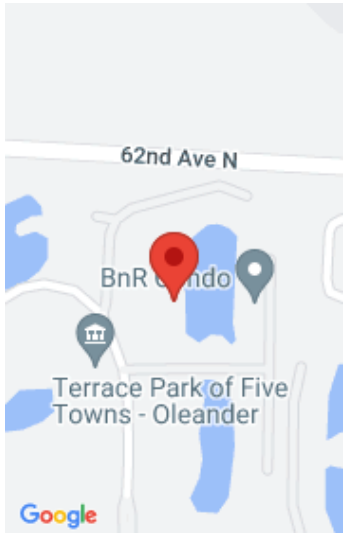 62nd Ave N
BnR Condo
Terrace Park of Five
Towns - Oleander
Google